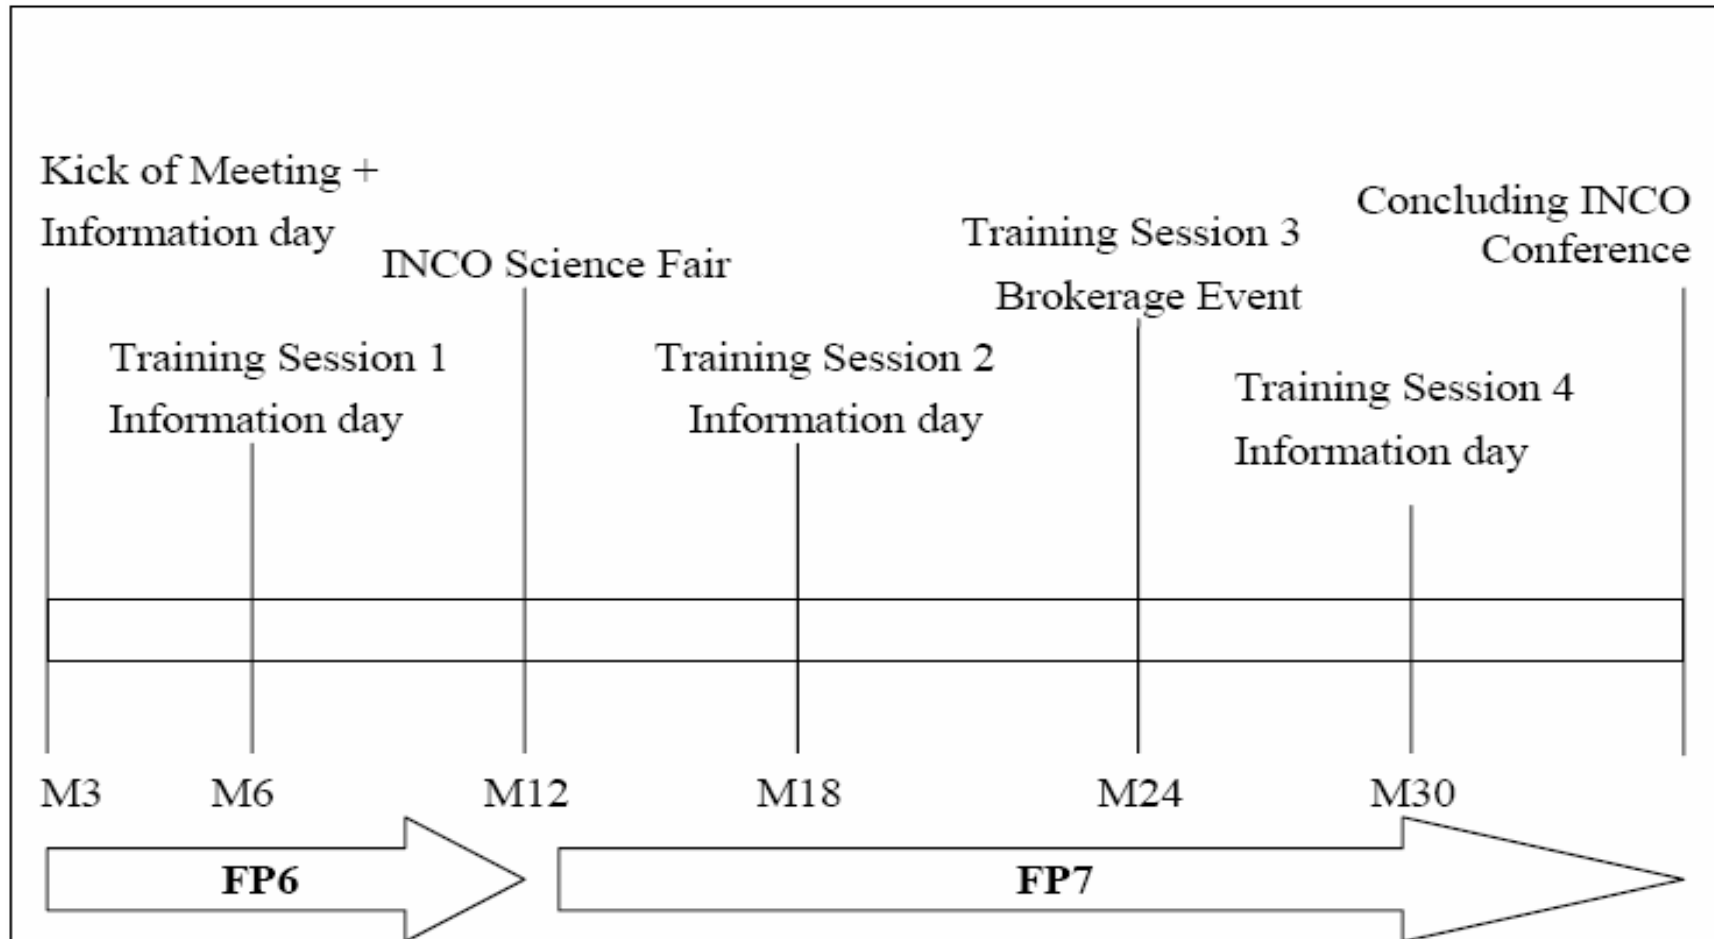 Kick of Meeting +
Information day
INCO Science Fair
Training Session 1
Information day
Training Session 2
Information day
Training Session 3
Brokerage Event
Concluding INCO
Conference
Training Session 4
Information day
M3
M6
M12
M18
M24
M30
FP6
FP7